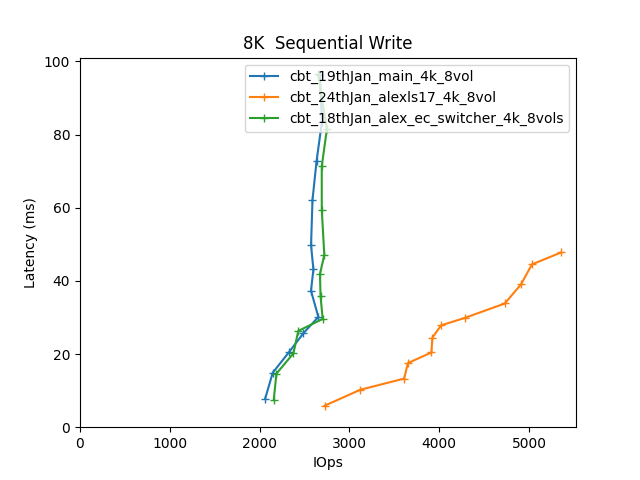 8K  Sequential Write
cbt_19thJan_main_4k_8vol
cbt_24thJan_alexls17_4k_8vol
cbt_18thJan_alex_ec_switcher_4k_8vols
Latency (ms)
100
80
60
40
20
0
0 1000 2000 3000 4000 5000
IOps